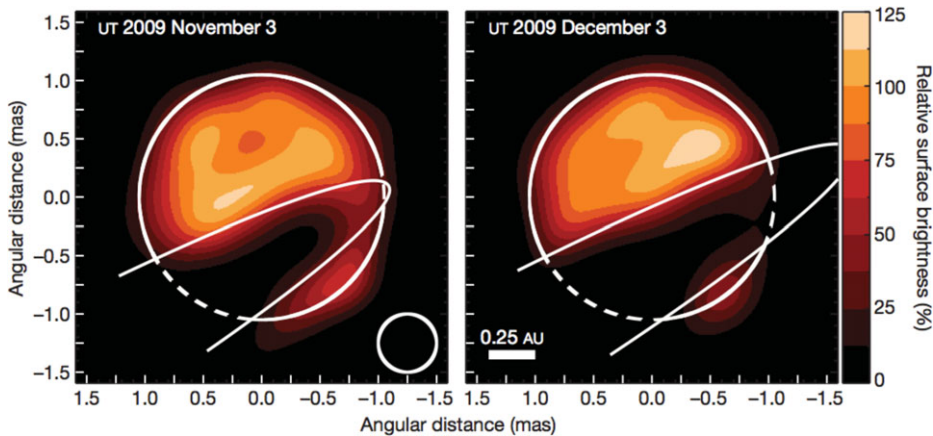 UT 2009 November 3
UT 2009 December 3
1.5
1.0
0.5
0.0
−0.5
−1.0
−1.5
Angular distance (mas)
1.5 1.0 0.5 0.0 −0.5 −1.0 −1.5
0.25 AU
1.5 1.0 0.5 0.0 −0.5 −1.0 −1.5
Angular distance (mas)
125
100
75
50
25
0
Relative surface brightness (%)